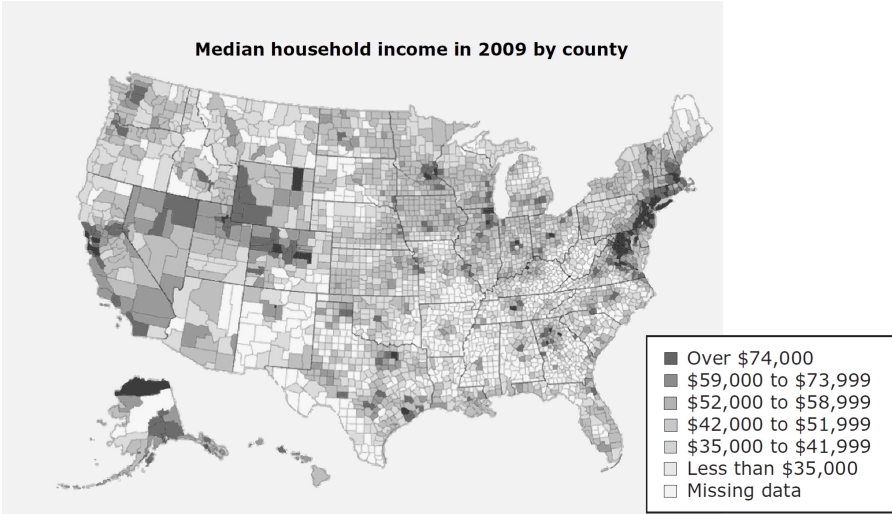 Median household income in 2009 by county
Over $74,000
$59,000 to $73,999
$52,000 to $58,999
$42,000 to $51,999
$35,000 to $41,999
Less than $35,000
Missing data